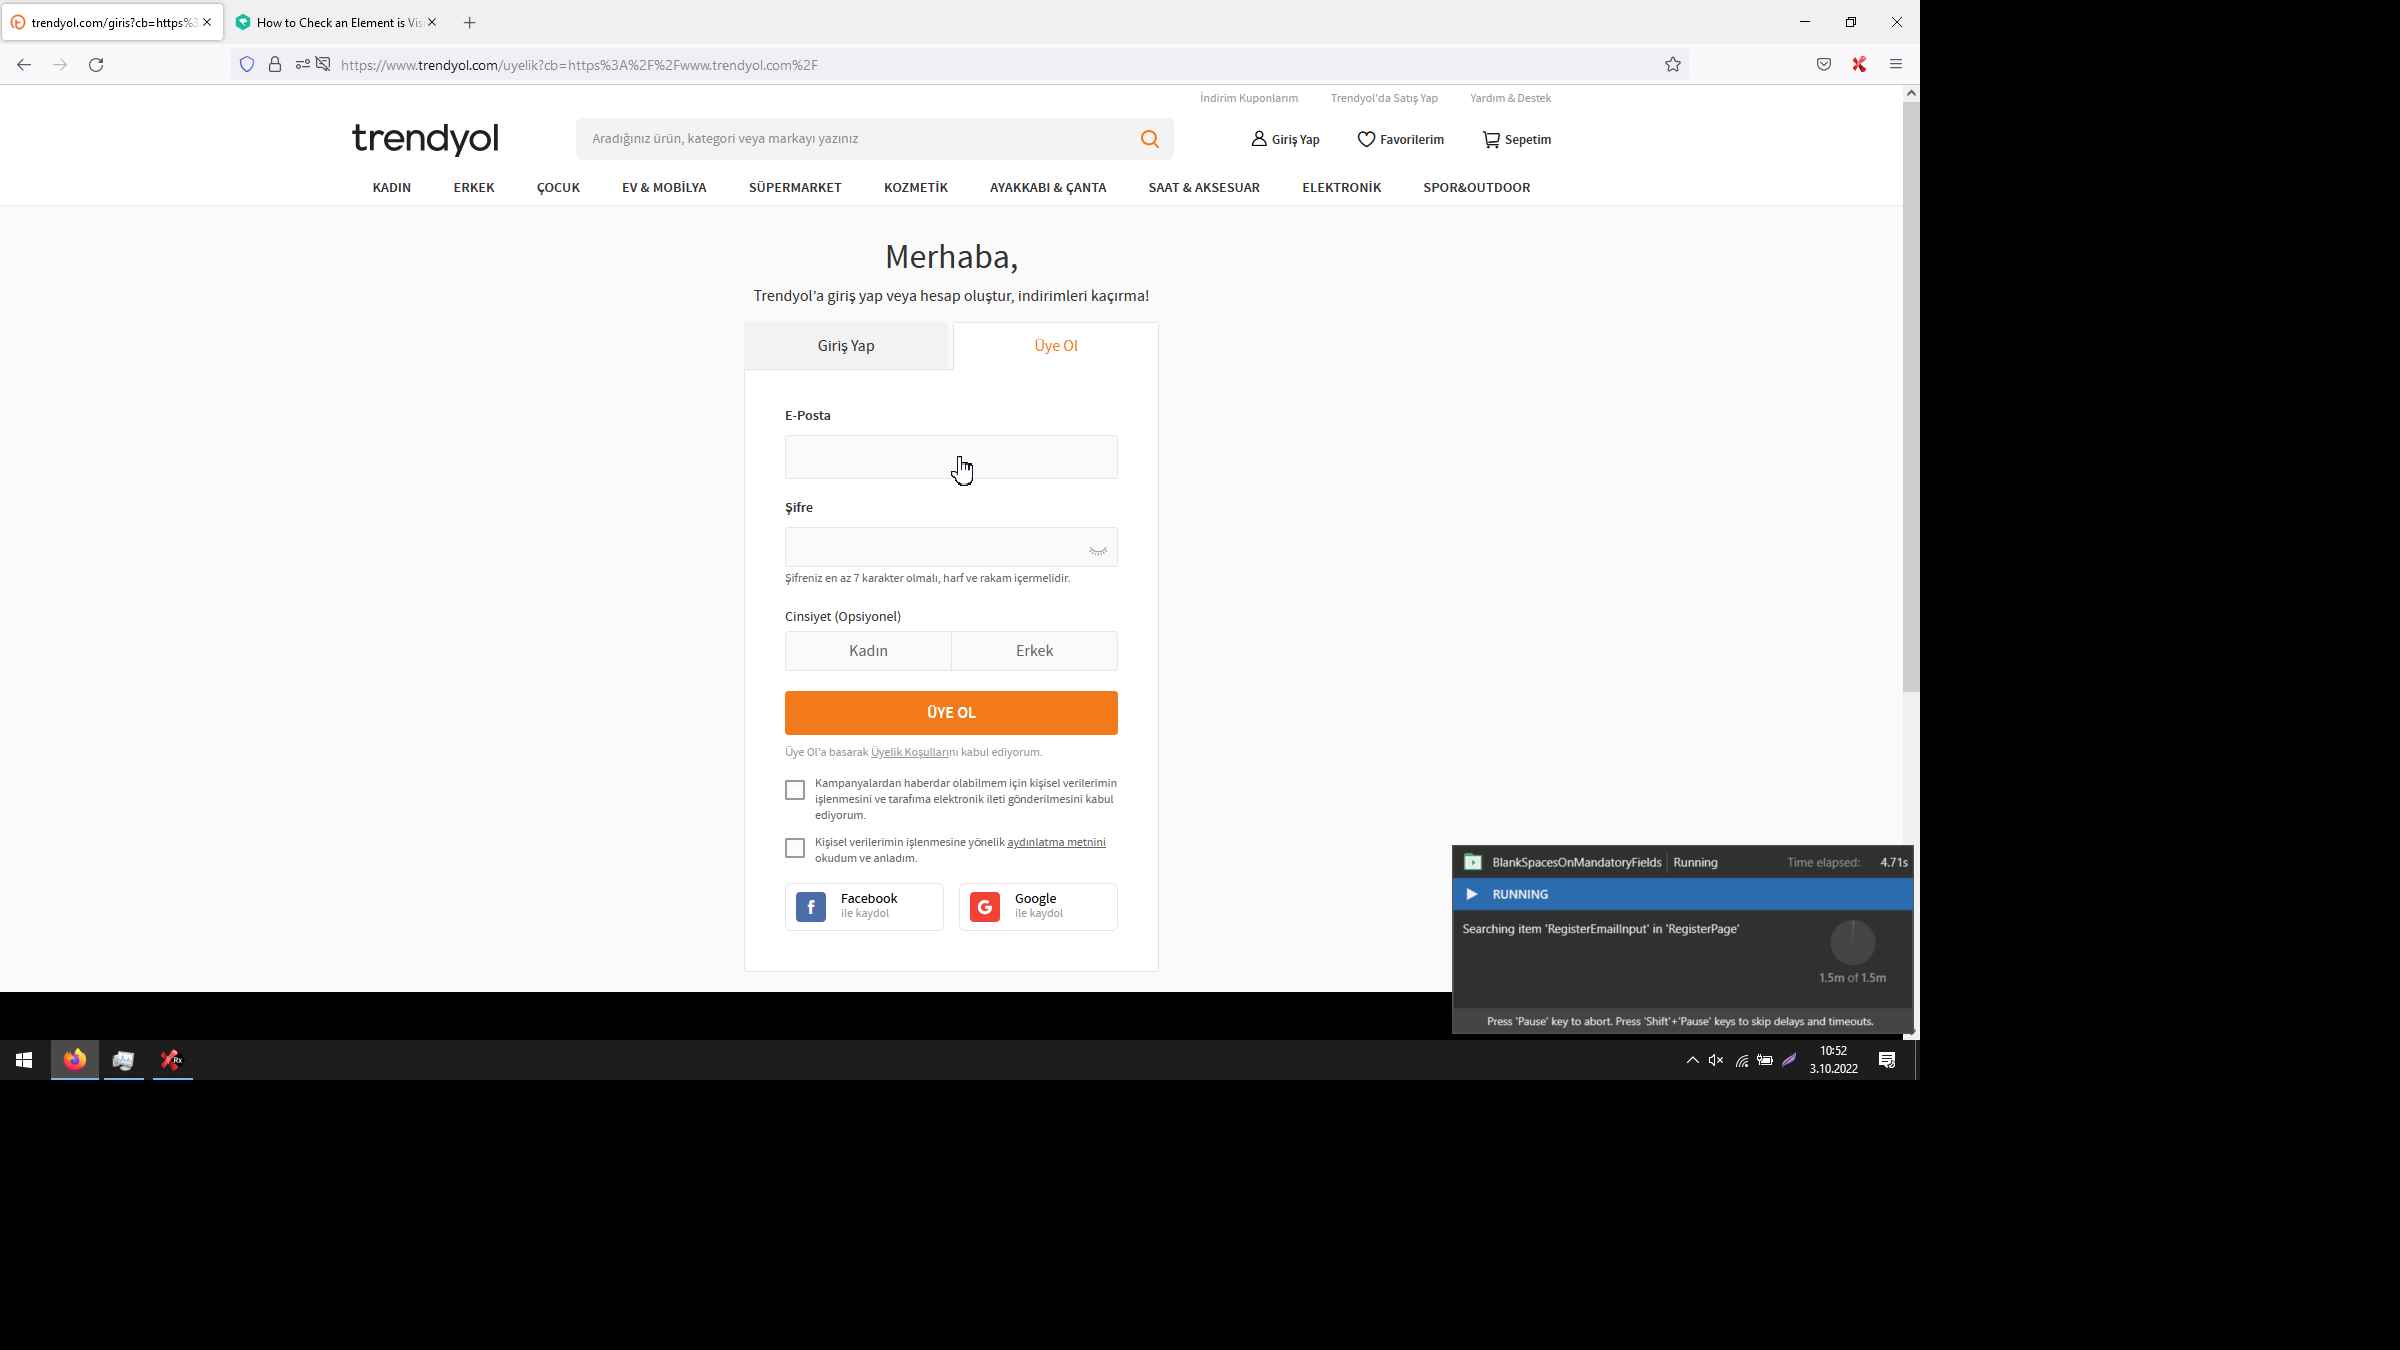 trendyol.com/giris?cb=https%3
How to Check an Element is Vis
https://www.trendyol.com/uyelik?cb=https%3A%2F%2Fwww.trendyol.com%2F
İndirim Kuponlarım Trendyol'da Satış Yap Yardım & Destek
trendyol
Aradığınız ürün, kategori veya markayı yazınız
Giriş Yap Favorilerim Sepetim
KADIN ERKEK ÇOCUK EV & MOBİLYA SÜPERMARKET KOZMETİK AYAKKABI & ÇANTA SAAT & AKSESUAR ELEKTRONİK SPOR&OUTDOOR
Merhaba,
Trendyol'a giriş yap veya hesap oluştur, indirimleri kaçırma!
Giriş Yap Üye Ol
E-Posta
Şifre
Şifreniz en az 7 karakter olmalı, harf ve rakam içermelidir.
Cinsiyet (Opsiyonel)
Kadın Erkek
ÜYE OL
Üye Ol'a basarak Üyelik Koşullarını kabul ediyorum.
Kampanyalardan haberdar olabilmem için kişisel verilerimin
işlenmesini ve tarafıma elektronik ileti gönderilmesini kabul
ediyorum.
Kişisel verilerimin işlenmesine yönelik aydınlatma metnini
okudum ve anladım.
f Facebook
ile kaydol
G Google
ile kaydol
BlankSpacesOnMandatoryFields Running Time elapsed: 4.71s
RUNNING
Searching item 'RegisterEmailInput' in 'RegisterPage'
1.5m of 1.5m
Press 'Pause' key to abort. Press 'Shift'+'Pause' keys to skip delays and timeouts.
Rx
10:52
3.10.2022